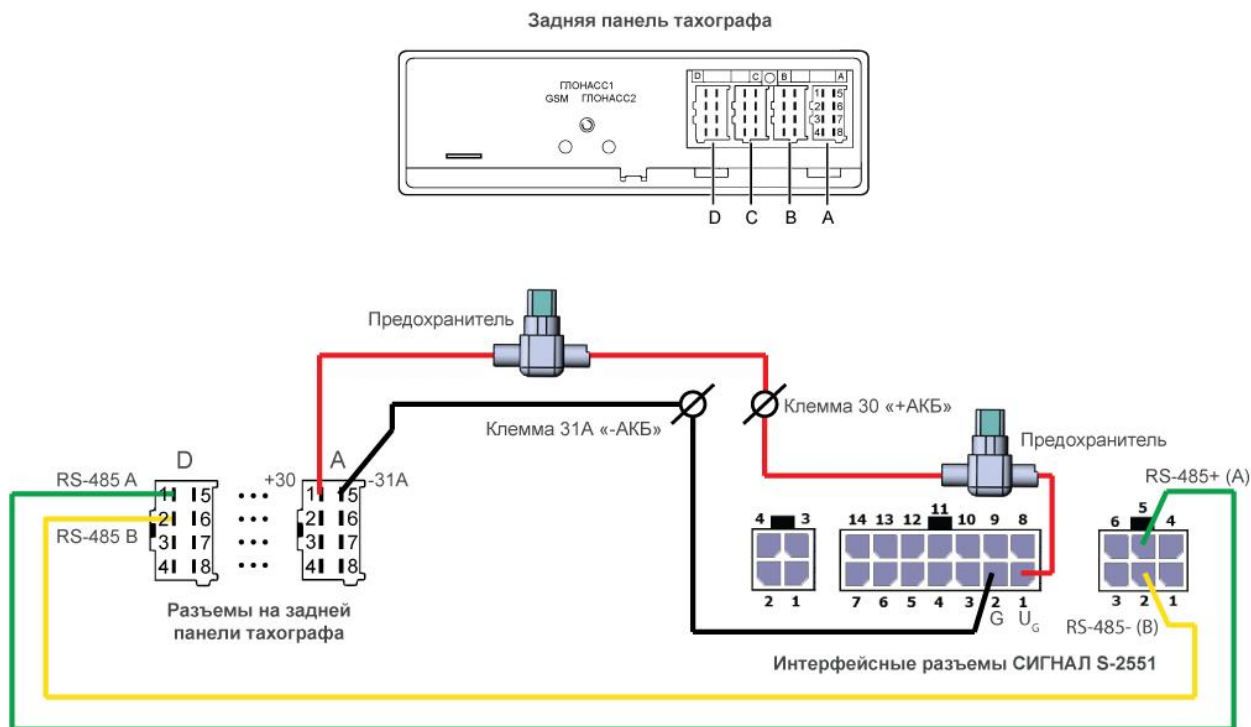 Задняя панель тахографа
ГЛОНАСС1
GSM ГЛОНАСС2
D C B A
1 5
2 6
3 7
4 8
D C B A
Предохранитель
Клемма 30 «+АКБ»
Клемма 31А «-АКБ»
Предохранитель
D +30 A -31A
RS-485 A
1 5 ••• 1 5
2 6 ••• 2 6
RS-485 B
3 7 ••• 3 7
4 8 ••• 4 8
Разъемы на задней
панели тахографа
RS-485+ (A)
4 3
2 1
14 13 12 11 10 9 8
7 6 5 4 3 2 1
G UG
6 5 4
3 2 1
RS-485- (B)
Интерфейсные разъемы СИГНАЛ S-2551